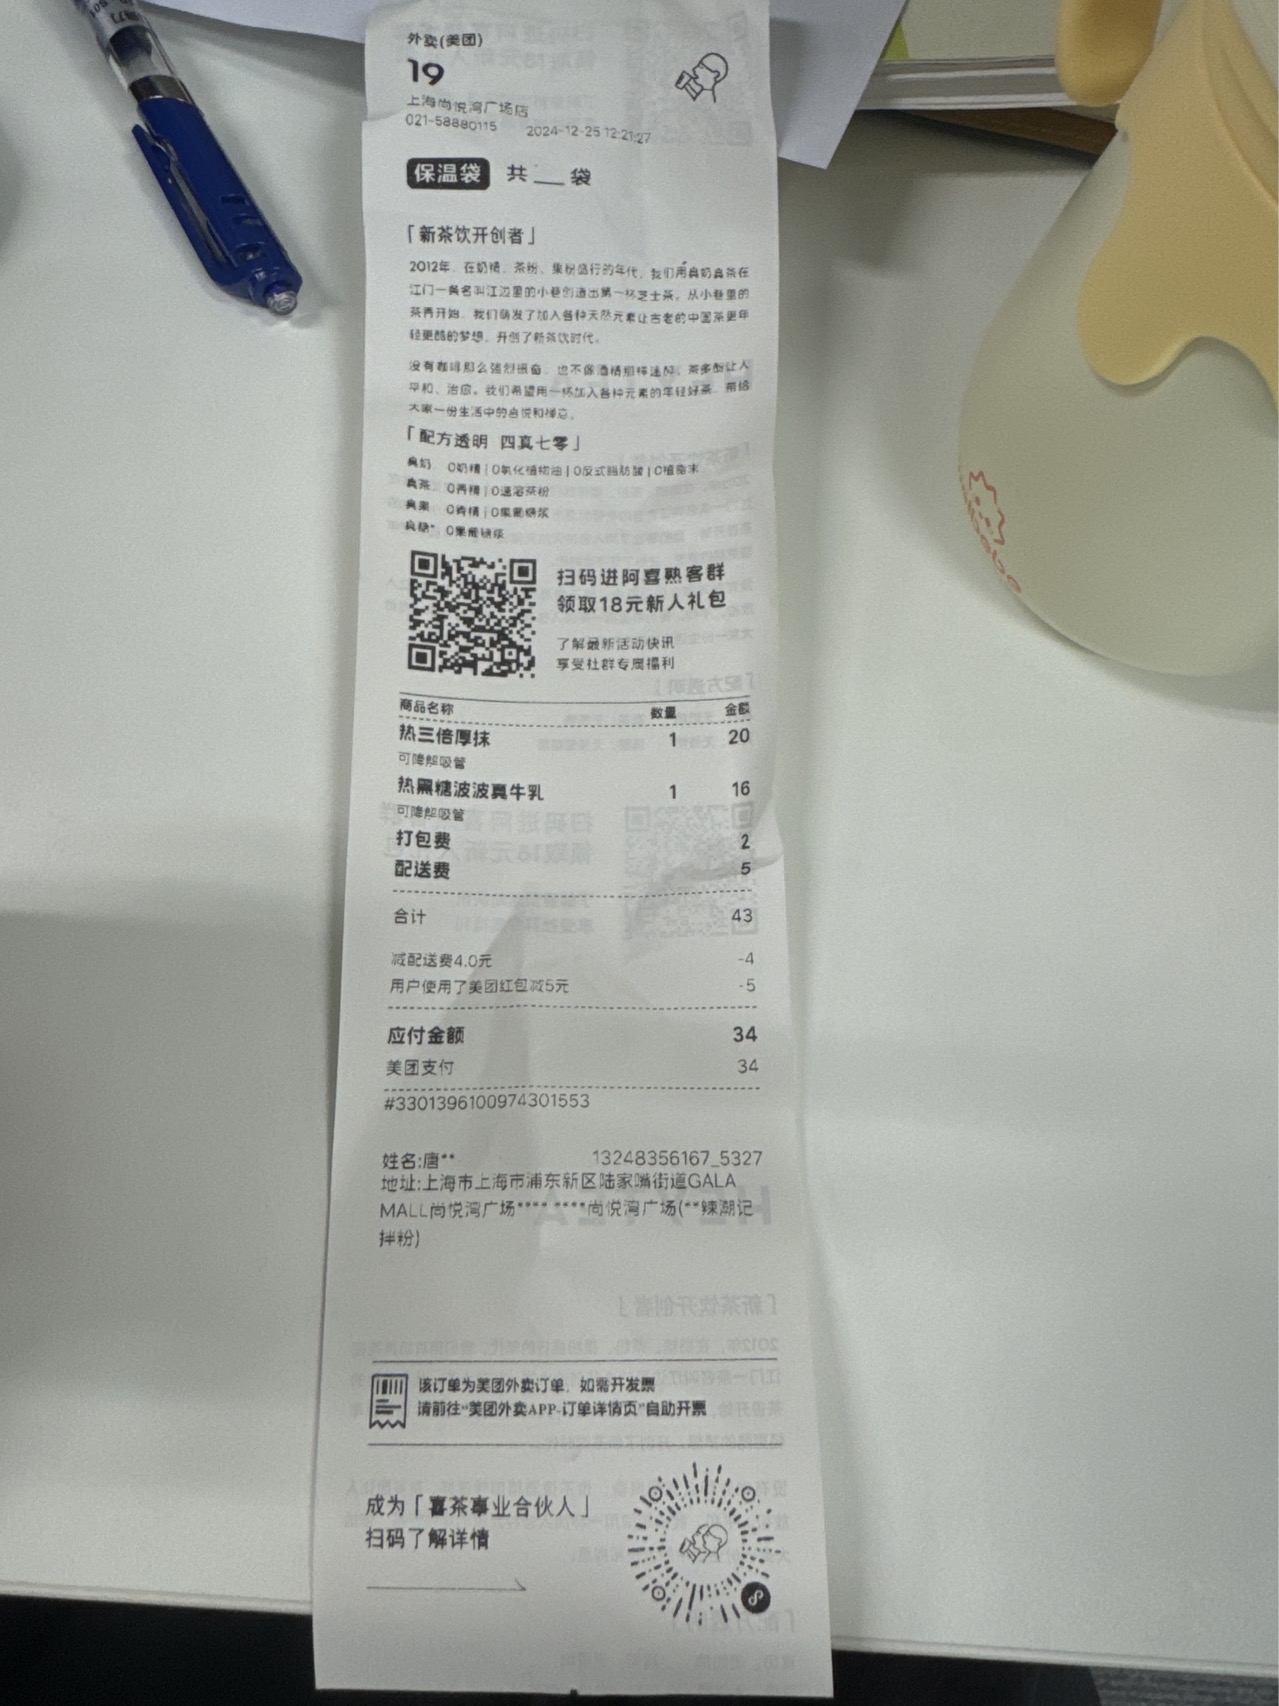 外卖(美团)
19
上海尚悦湾广场店
021-58880115 2024-12-25 12:21:27
保温袋 共__袋
「新茶饮开创者」
2012年，在奶精、茶粉、果粉盛行的年代，我们用真奶真茶在
江门一条名叫江边里的小巷创造出第一杯芝士茶。从小巷里的
茶香开始，我们萌发了加入各种天然元素让古老的中国茶更年
轻更酷的梦想，开创了新茶饮时代。
没有咖啡那么强烈振奋，也不像酒精那样迷醉，茶多酚让人
平和、治愈。我们希望用一杯加入各种元素的年轻好茶，带给
大家一份生活中的自悦和禅意。
「配方透明 四真七零」
真奶 0奶精|0氢化植物油|0反式脂肪酸|0植脂末
真茶 0香精|0速溶茶粉
真果 0香精|0果葡糖浆
真糖* 0果葡糖浆
扫码进阿喜熟客群
领取18元新人礼包
了解最新活动快讯
享受社群专属福利
商品名称 数量 金额
热三倍厚抹 1 20
可降解吸管
热黑糖波波真牛乳 1 16
可降解吸管
打包费 2
配送费 5
合计 43
减配送费4.0元 -4
用户使用了美团红包减5元 -5
应付金额 34
美团支付 34
#3301396100974301553
姓名:唐** 13248356167_5327
地址:上海市上海市浦东新区陆家嘴街道GALA
MALL尚悦湾广场**** ****尚悦湾广场(**辣潮记
拌粉)
该订单为美团外卖订单，如需开发票
请前往“美团外卖APP-订单详情页”自助开票
成为「喜茶事业合伙人」
扫码了解详情